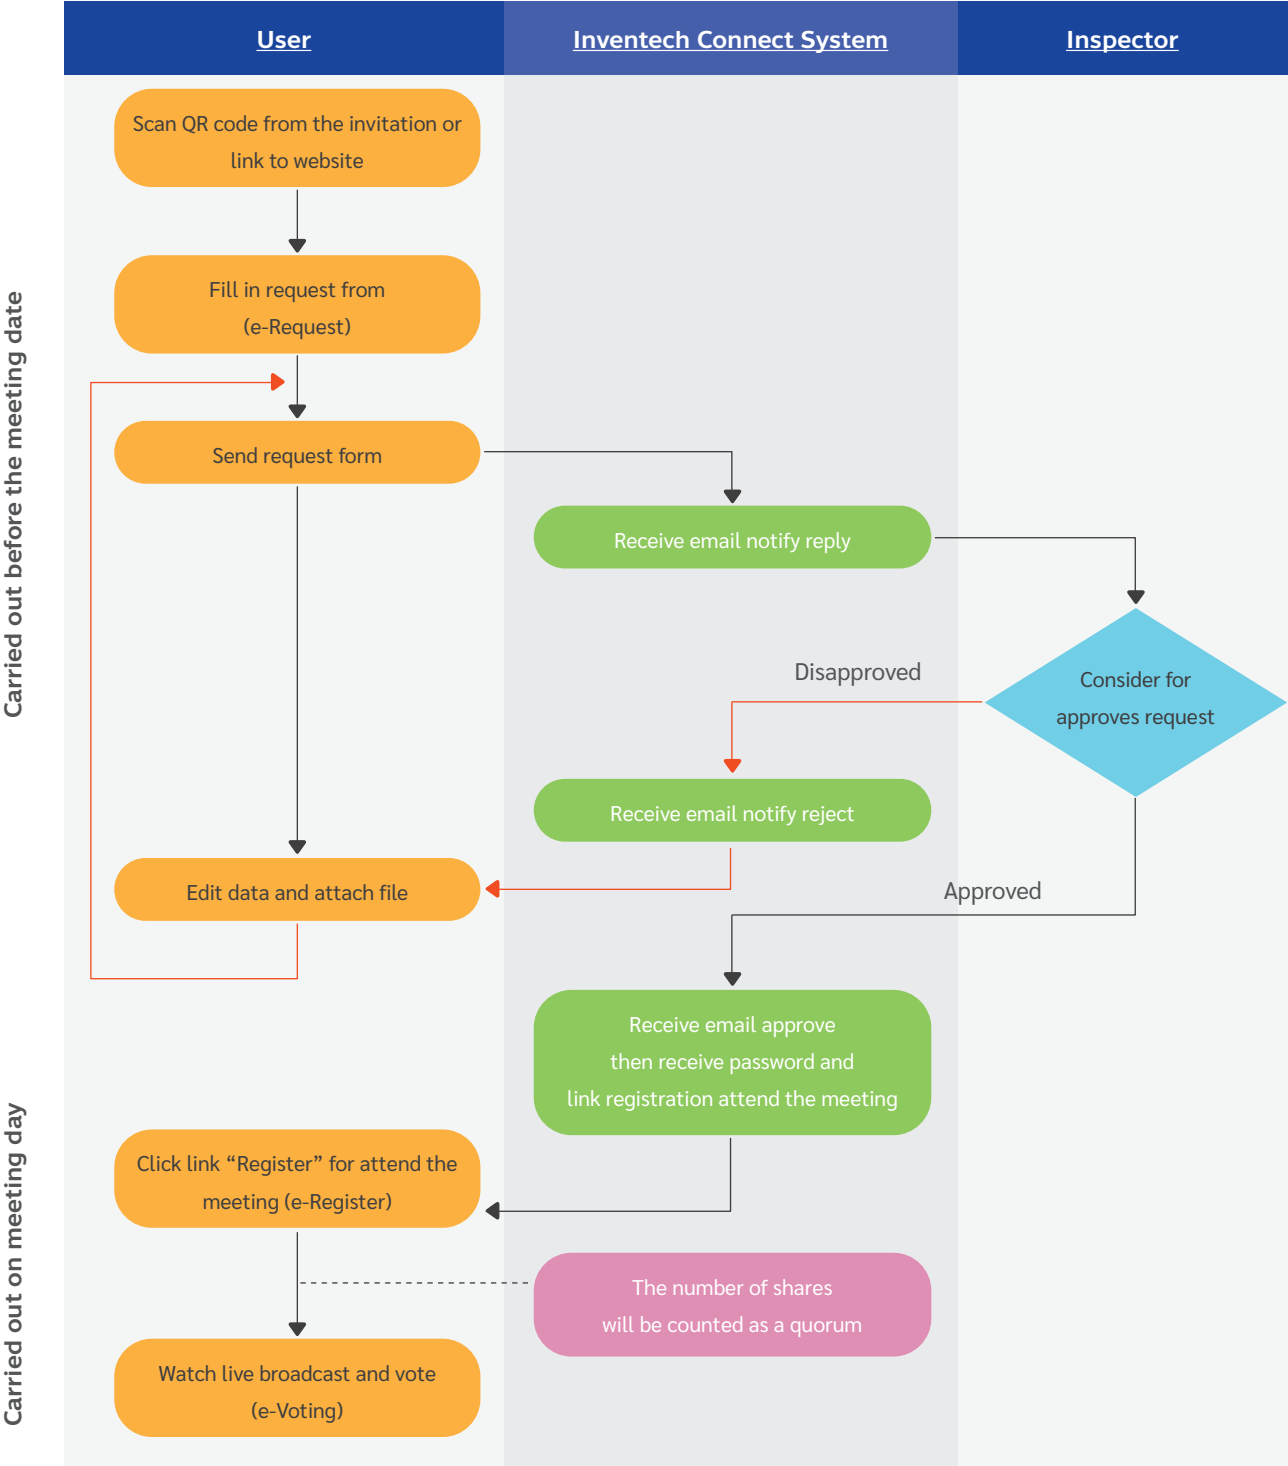 User
Inventech Connect System
Inspector
Carried out before the meeting date
Scan QR code from the invitation or
link to website
Fill in request from
(e-Request)
Send request form
Receive email notify reply
Disapproved
Consider for
approves request
Receive email notify reject
Edit data and attach file
Approved
Receive email approve
then receive password and
link registration attend the meeting
Carried out on meeting day
Click link “Register” for attend the
meeting (e-Register)
The number of shares
will be counted as a quorum
Watch live broadcast and vote
(e-Voting)